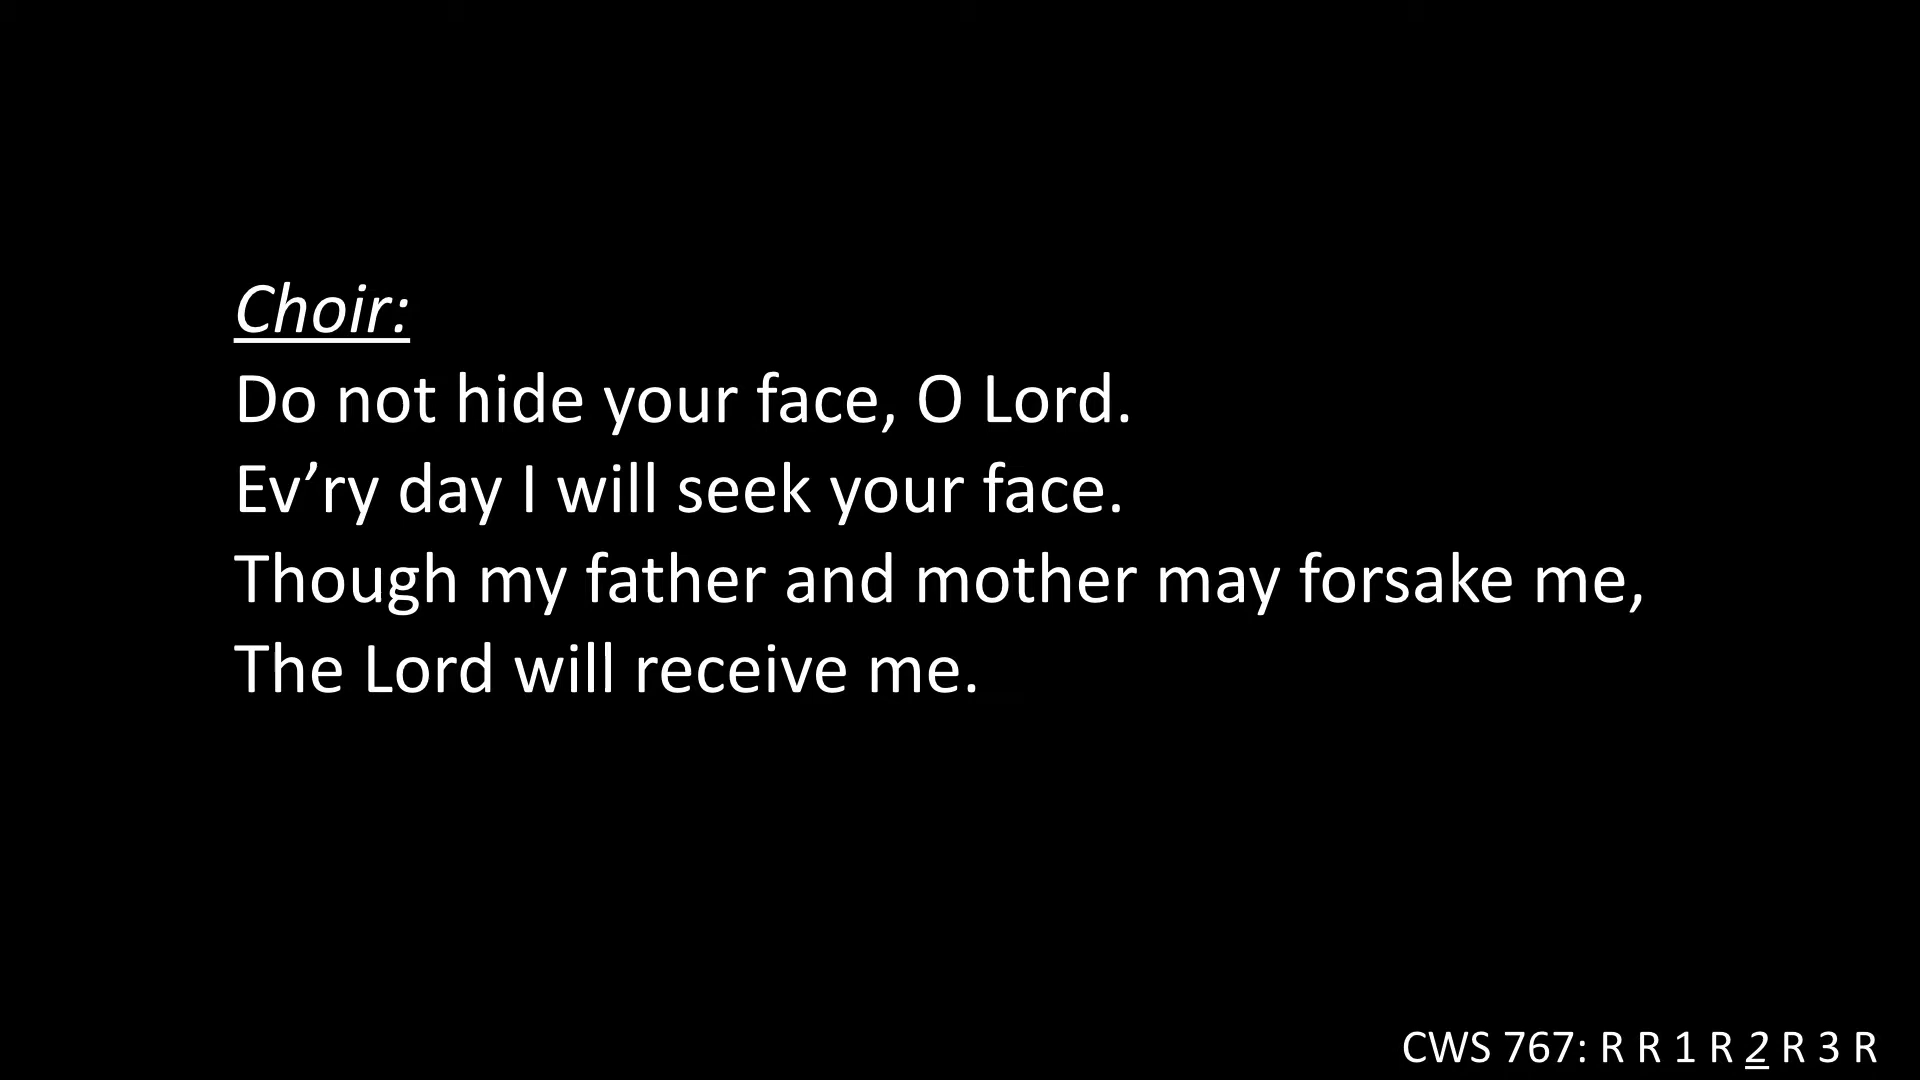 Choir:
Do not hide your face, O Lord.
Ev’ry day I will seek your face.
Though my father and mother may forsake me,
The Lord will receive me.
CWS 767: R R 1 R 2 R 3 R